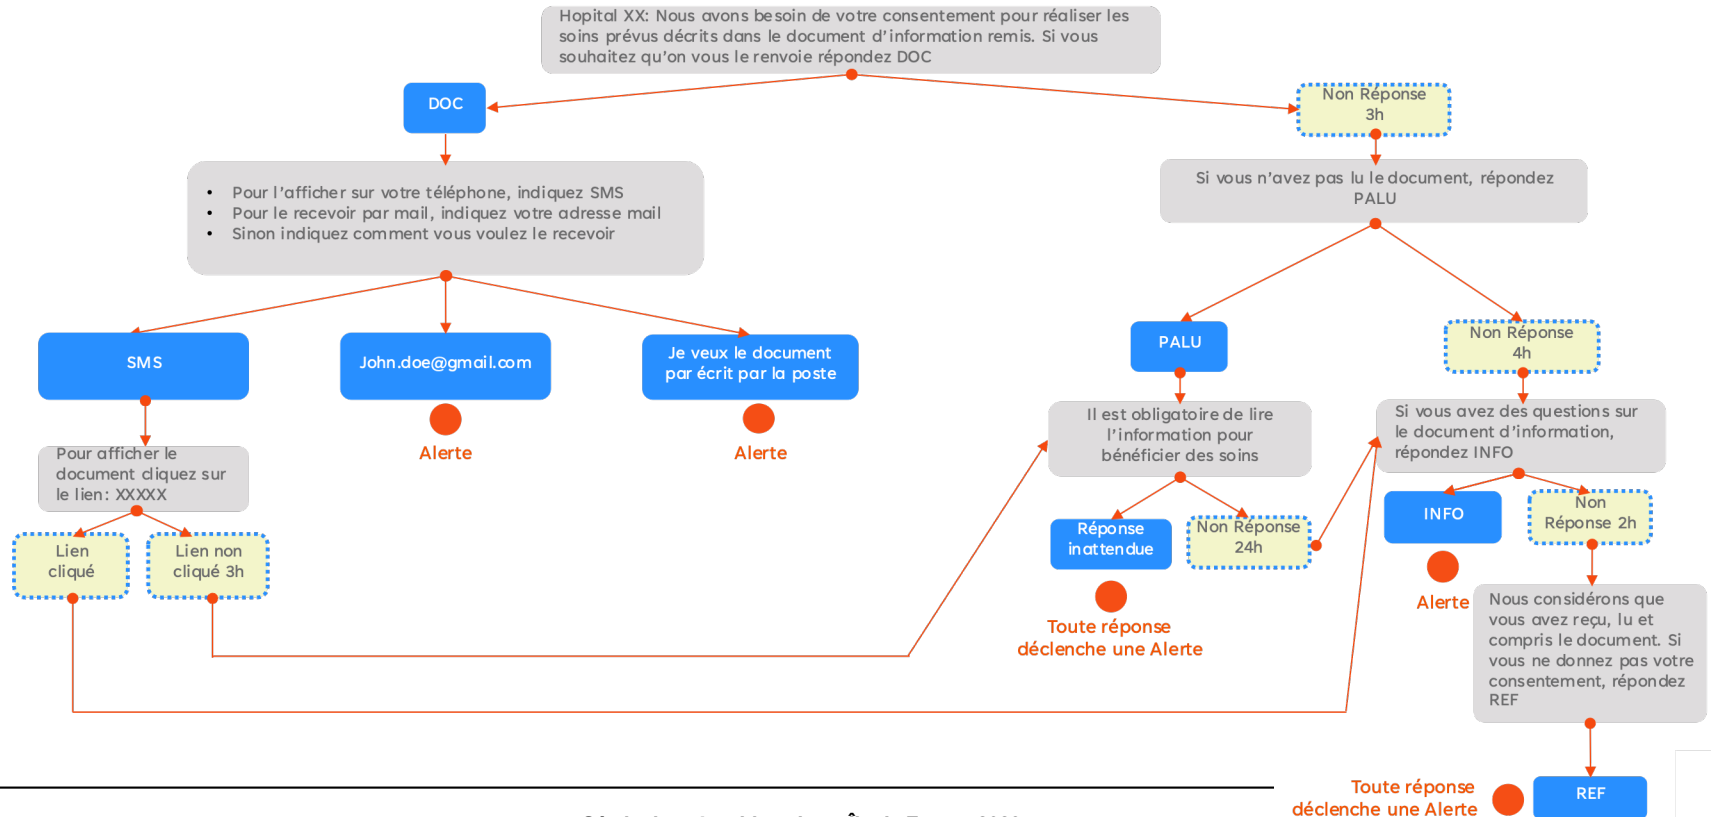 Hopital XX: Nous avons besoin de votre consentement pour réaliser les
soins prévus décrits dans le document d'information remis. Si vous
souhaitez qu'on vous le renvoie répondez DOC
DOC
Non Réponse
3h
• Pour l'afficher sur votre téléphone, indiquez SMS
• Pour le recevoir par mail, indiquez votre adresse mail
• Sinon indiquez comment vous voulez le recevoir
Si vous n'avez pas lu le document, répondez
PALU
SMS
John.doe@gmail.com
Je veux le document
par écrit par la poste
Alerte
Alerte
PALU
Non Réponse
4h
Pour afficher le
document cliquez sur
le lien: XXXXX
Lien
cliqué
Lien non
cliqué 3h
Il est obligatoire de lire
l'information pour
bénéficier des soins
Si vous avez des questions sur
le document d'information,
répondez INFO
Réponse
inattendue
Non Réponse
24h
INFO
Non
Réponse 2h
Toute réponse
déclenche une Alerte
Alerte
Nous considérons que
vous avez reçu, lu et
compris le document. Si
vous ne donnez pas votre
consentement, répondez
REF
Toute réponse
déclenche une Alerte
REF